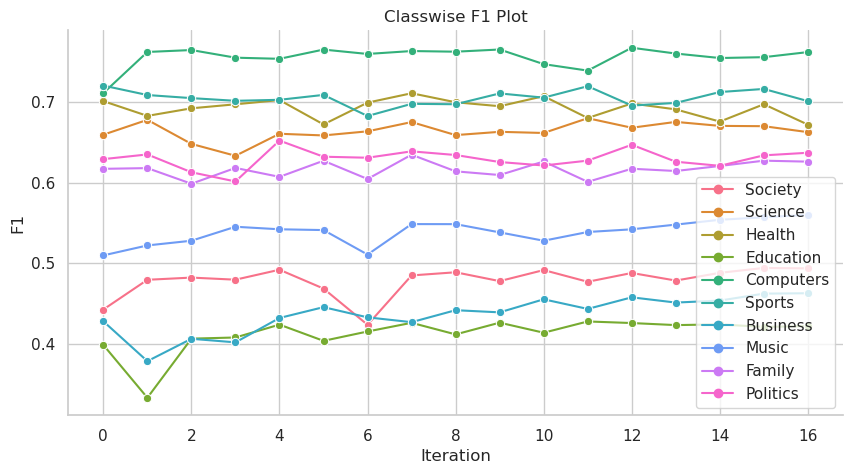 Classwise F1 Plot
0.7
0.6
0.5
0.4
F1
Society
Science
Health
Education
Computers
Sports
Business
Music
Family
Politics
0 2 4 6 8 10 12 14 16
Iteration